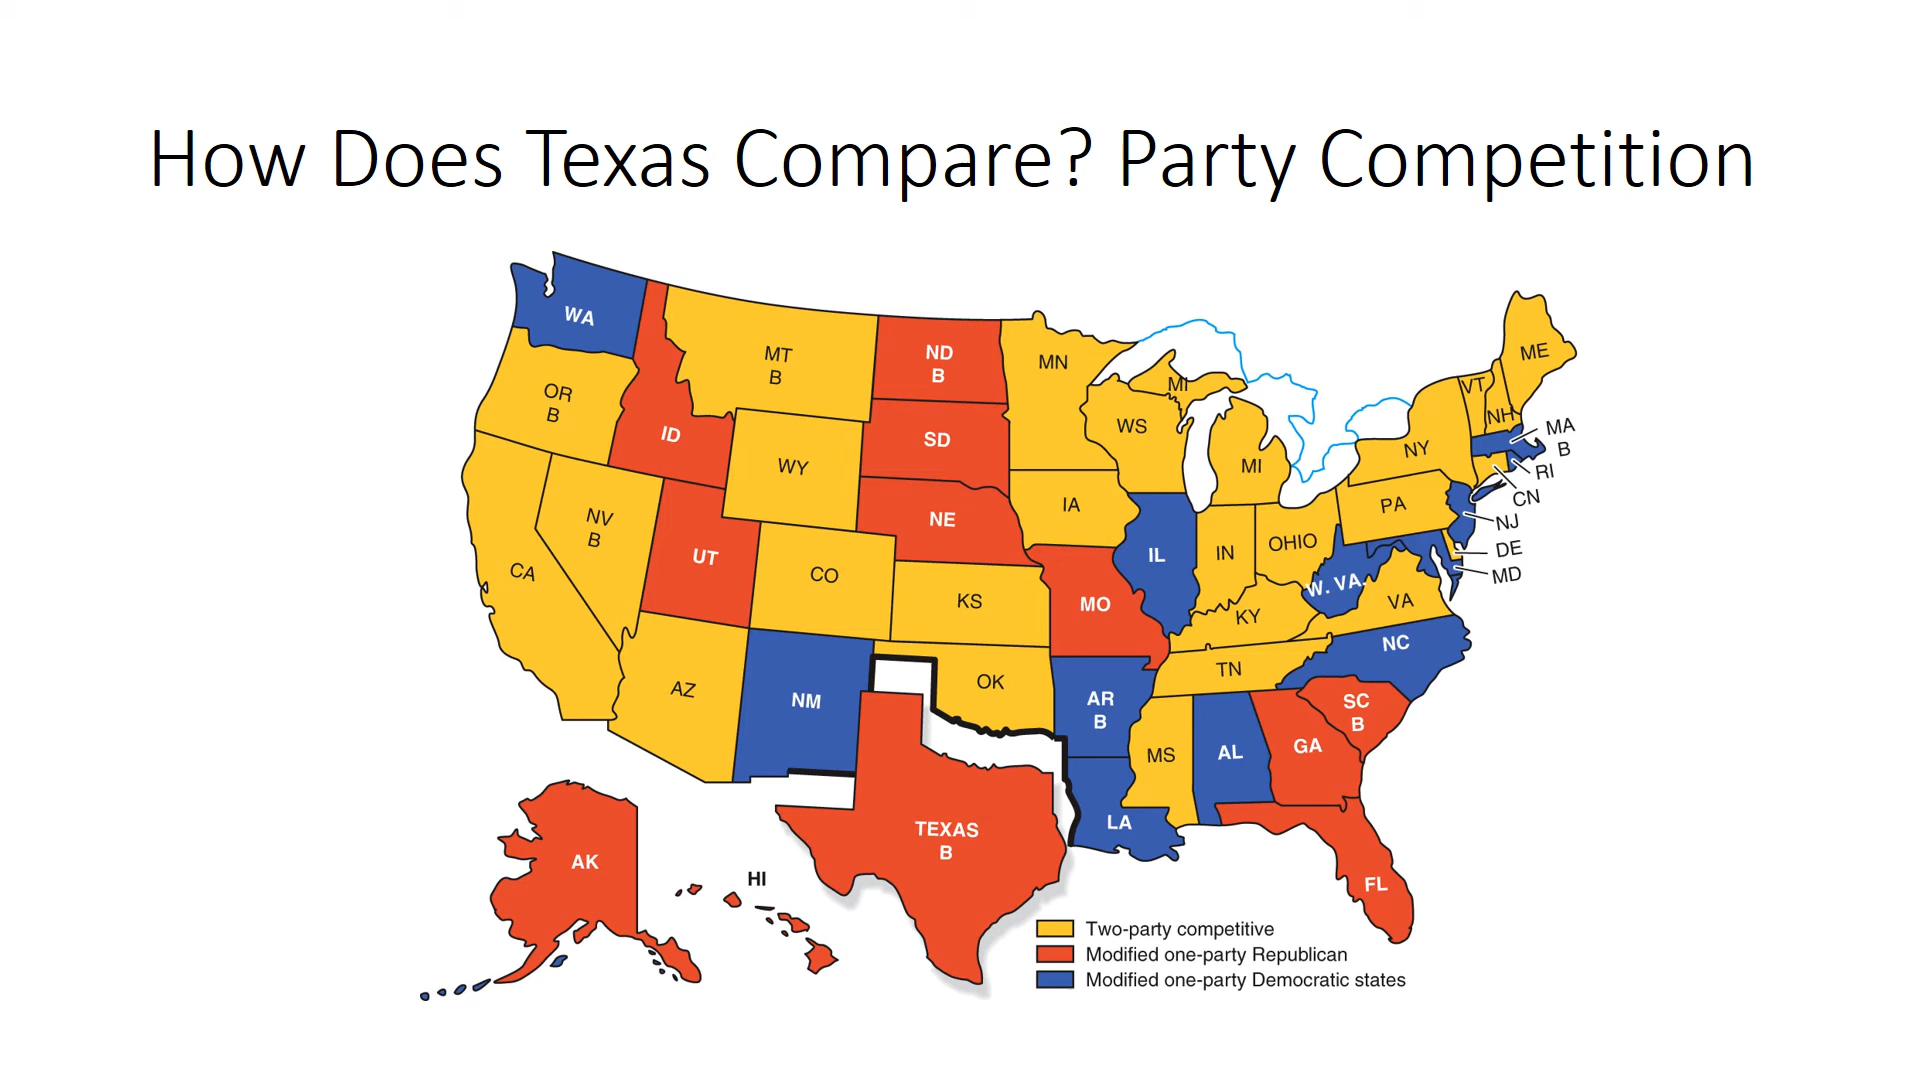 How Does Texas Compare? Party Competition
WA
MT
B
ND
B
MN
MI
ME
VT
NH
OR
B
ID
WY
SD
WS
MI
NY
MA
B
RI
CN
NJ
DE
MD
NV
B
CA
UT
CO
NE
IA
IL
IN
OHIO
PA
W. VA.
VA
KS
MO
KY
NC
AZ
NM
OK
AR
B
TN
SC
B
MS
AL
GA
LA
TEXAS
B
AK
HI
FL
Two-party competitive
Modified one-party Republican
Modified one-party Democratic states